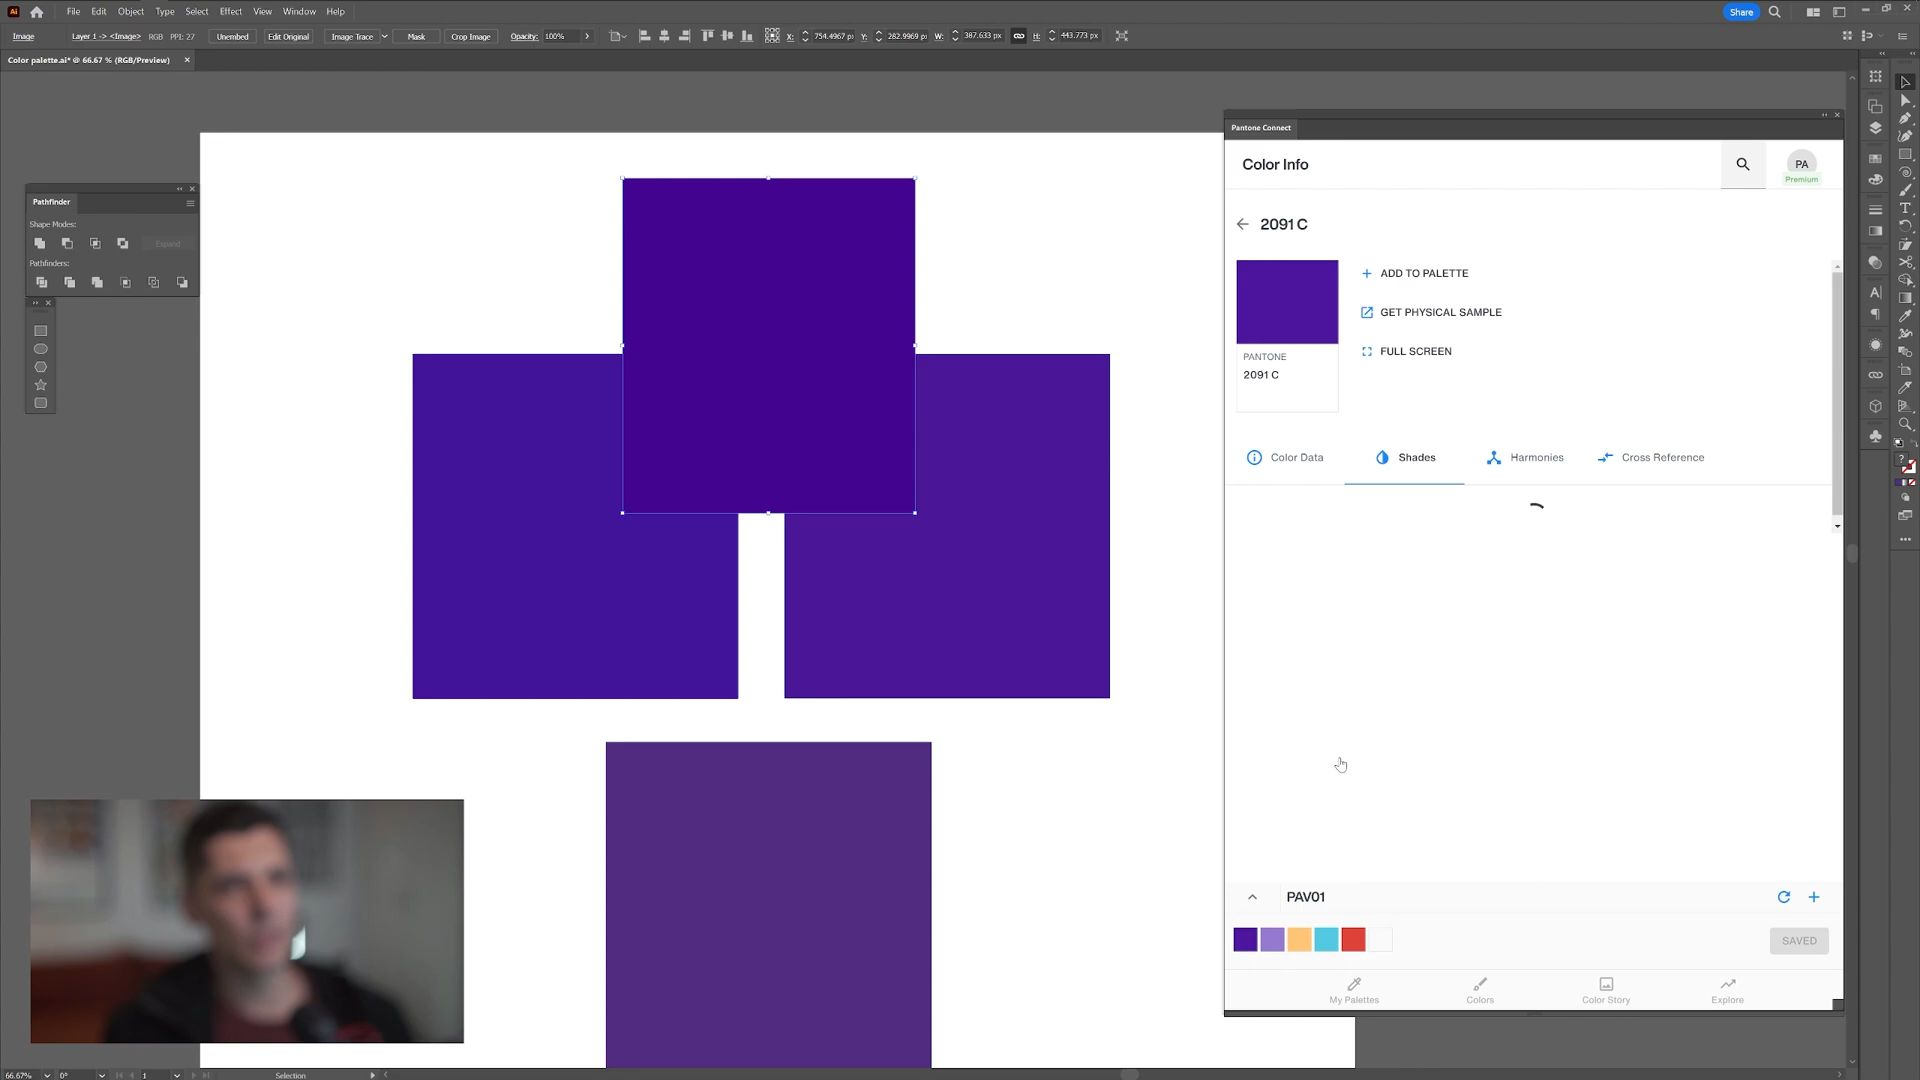 Ai File Edit Object Type Select Effect View Window Help Share
Image Layer 1 -> <Image> RGB PPI: 27 Unembed Edit Original Image Trace Mask Crop Image Opacity: 100% X: 754.4967 p Y: 282.9969 p W: 387.633 px H: 443.773 px
Color palette.ai* @ 66.67 % (RGB/Preview)
Pantone Connect
Color Info PA
Premium
Pathfinder
Shape Modes:
Expand
Pathfinders:
2091 C
ADD TO PALETTE
GET PHYSICAL SAMPLE
FULL SCREEN
PANTONE
2091 C
Color Data Shades Harmonies Cross Reference
PAV01
SAVED
My Palettes Colors Color Story Explore
66.67% 0° 1 Selection